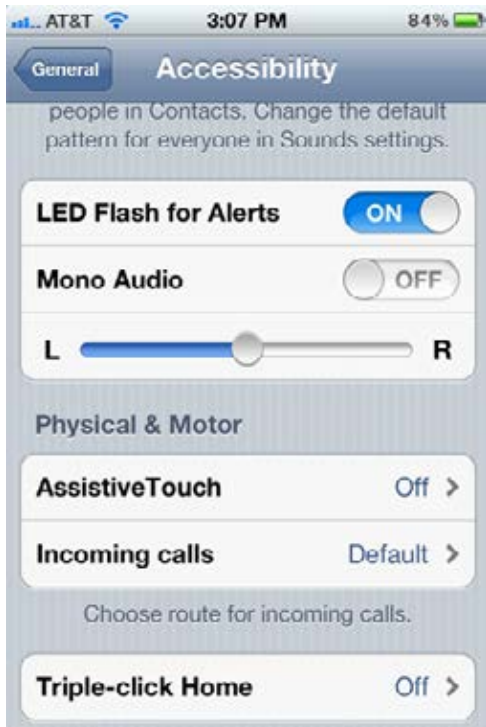 AT&T 3:07 PM 84%
General Accessibility
people in Contacts. Change the default
pattern for everyone in Sounds settings.
LED Flash for Alerts ON
Mono Audio OFF
L R
Physical & Motor
AssistiveTouch Off
Incoming calls Default
Choose route for incoming calls.
Triple-click Home Off